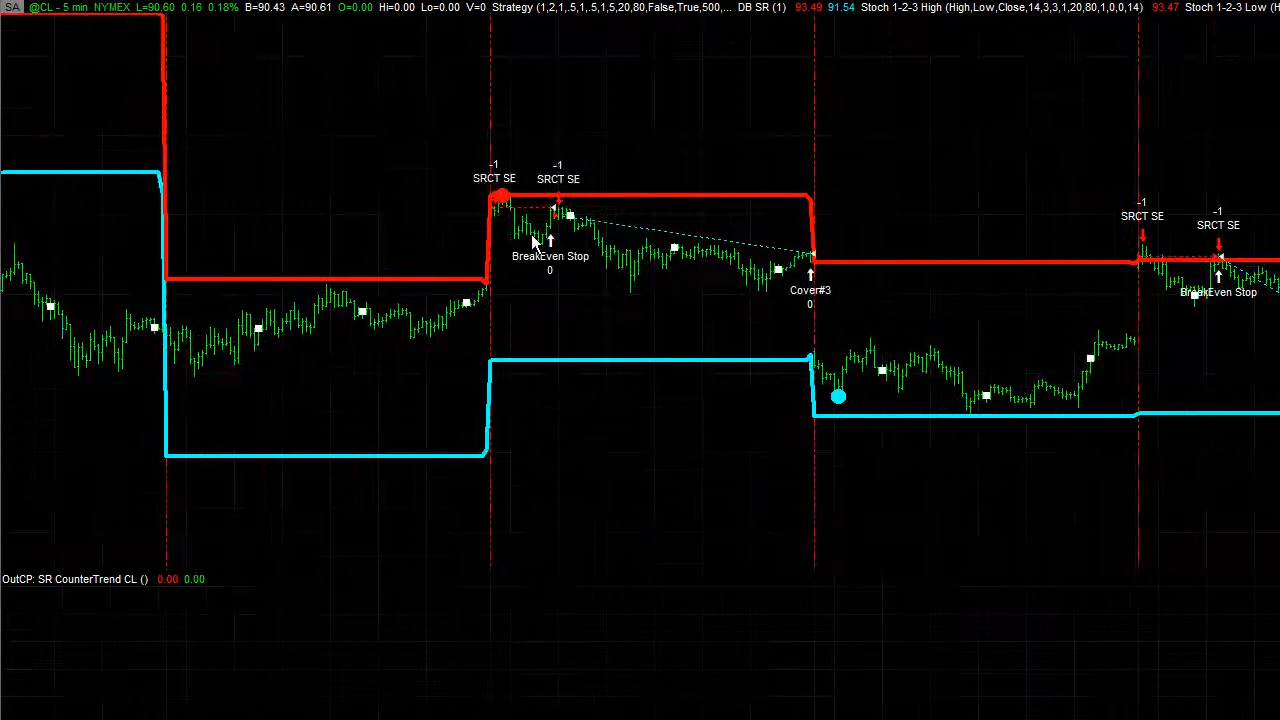 SA @CL - 5 min NYMEX L=90.60 0.16 0.18% B=90.43 A=90.61 O=0.00 Hi=0.00 Lo=0.00 V=0 Strategy (1,2,1,.5,1,.5,1,5,20,80,False,True,500,... DB SR (1) 93.49 91.54 Stoch 1-2-3 High (High,Low,Close,14,3,3,1,20,80,1,0,0,14) 93.47 Stoch 1-2-3 Low (H
-1 -1
SRCT SE SRCT SE
BreakEven Stop
0
Cover#3
0
-1 -1
SRCT SE SRCT SE
BreakEven Stop
OutCP: SR CounterTrend CL () 0.00 0.00